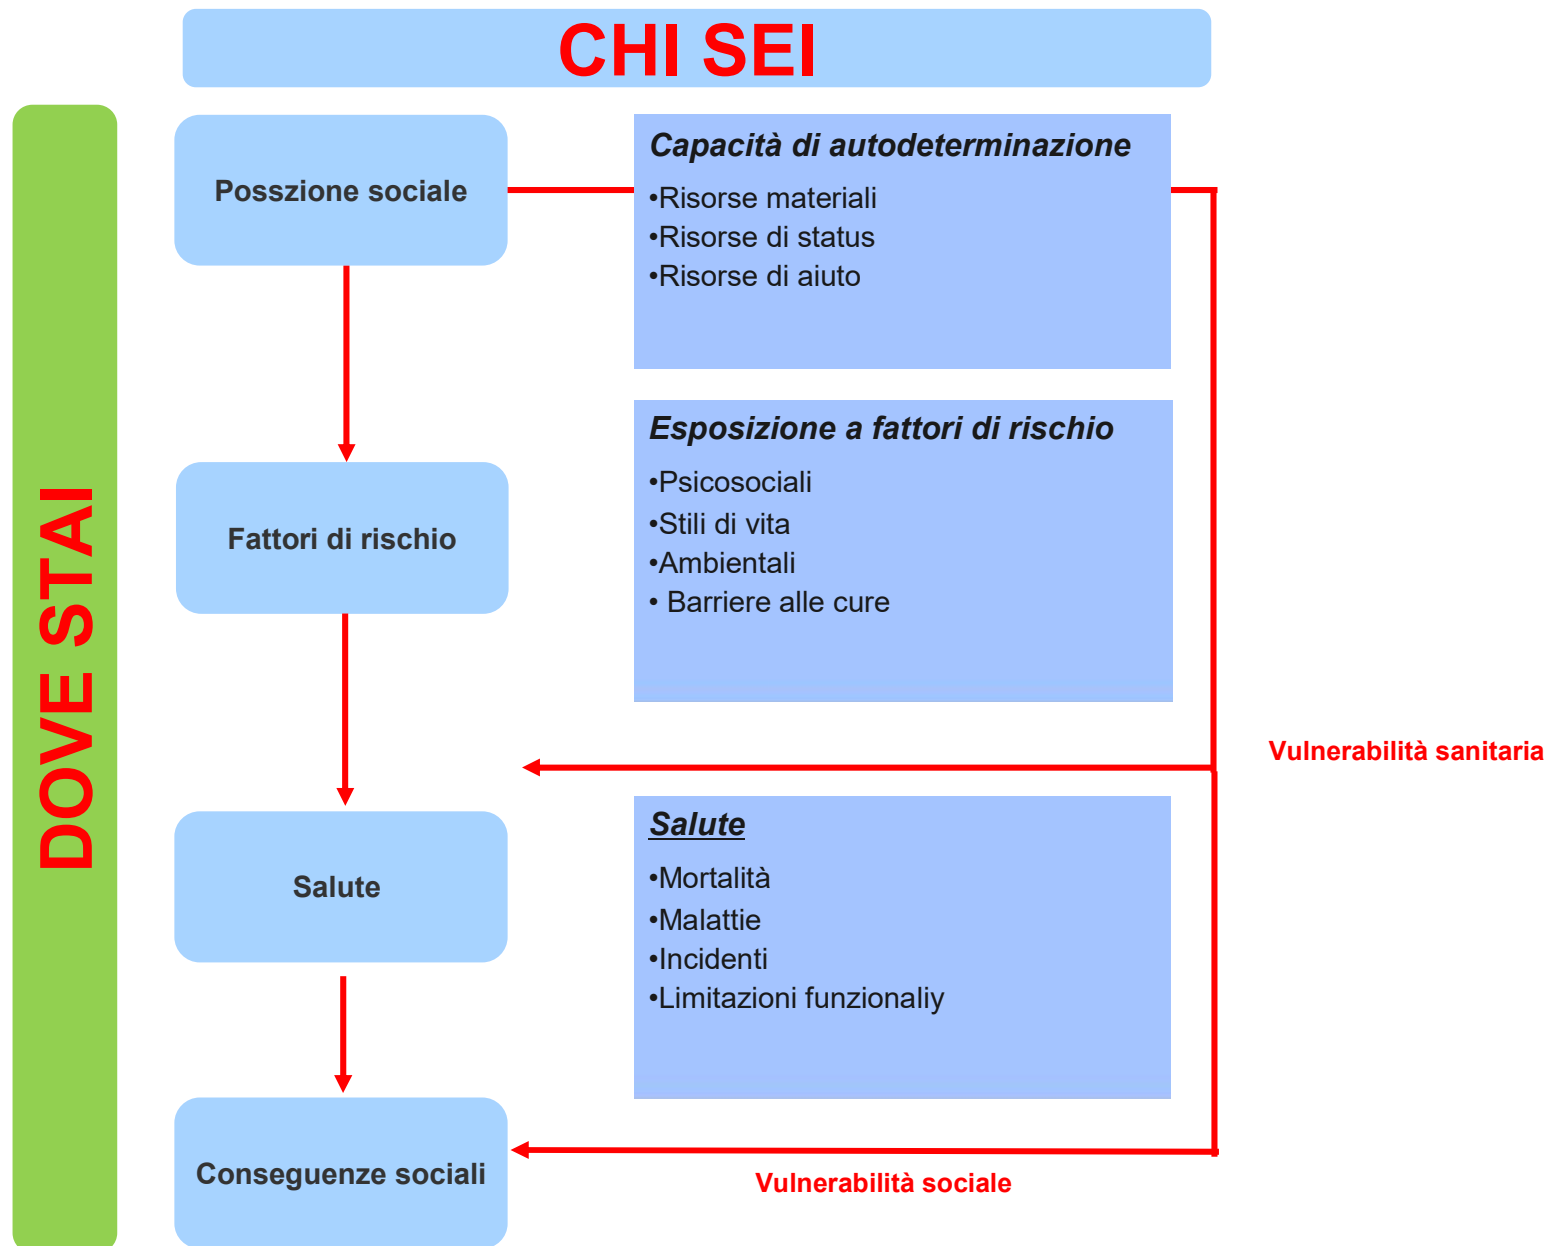 CHI SEI
DOVE STAI
Posszione sociale
Capacità di autodeterminazione
•Risorse materiali
•Risorse di status
•Risorse di aiuto
Fattori di rischio
Esposizione a fattori di rischio
•Psicosociali
•Stili di vita
•Ambientali
• Barriere alle cure
Vulnerabilità sanitaria
Salute
Salute
•Mortalità
•Malattie
•Incidenti
•Limitazioni funzionaliy
Conseguenze sociali
Vulnerabilità sociale